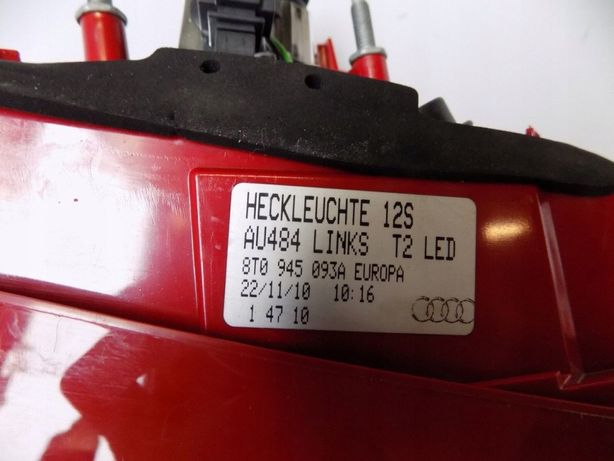 HECKLEUCHTE 12S
AU484 LINKS T2 LED
8T0 945 093A EUROPA
22/11/10 10:16
1 47 10